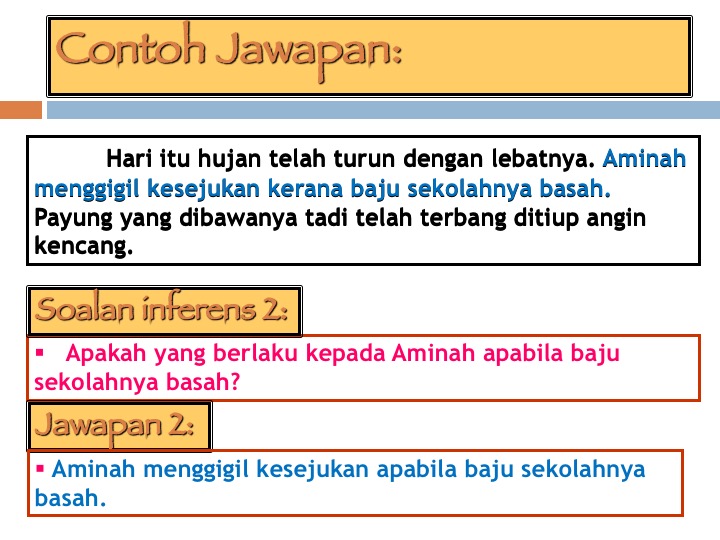 Contoh Jawapan:
Hari itu hujan telah turun dengan lebatnya. Aminah
menggigil kesejukan kerana baju sekolahnya basah.
Payung yang dibawanya tadi telah terbang ditiup angin
kencang.
Soalan inferens 2:
▪ Apakah yang berlaku kepada Aminah apabila baju
sekolahnya basah?
Jawapan 2:
▪ Aminah menggigil kesejukan apabila baju sekolahnya
basah.